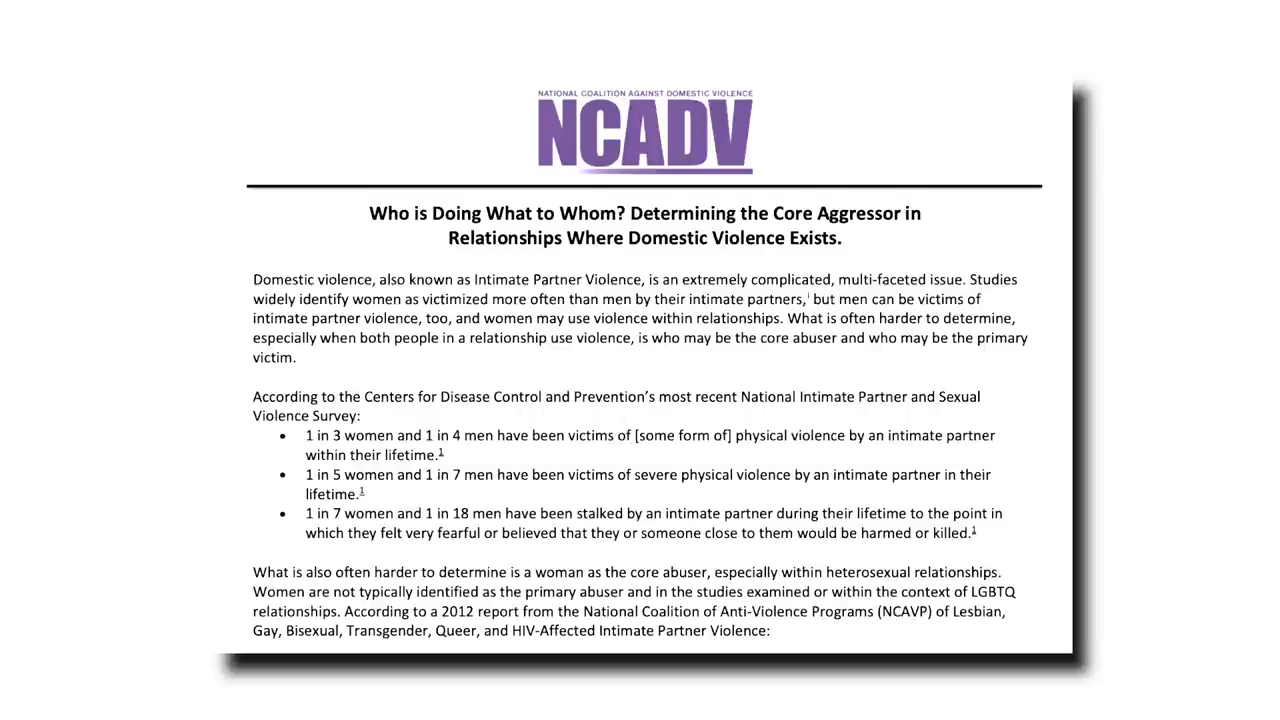 NATIONAL COALITION AGAINST DOMESTIC VIOLENCE
NCADV
Who is Doing What to Whom? Determining the Core Aggressor in
Relationships Where Domestic Violence Exists.
Domestic violence, also known as Intimate Partner Violence, is an extremely complicated, multi-faceted issue. Studies
widely identify women as victimized more often than men by their intimate partners,ⁱ but men can be victims of
intimate partner violence, too, and women may use violence within relationships. What is often harder to determine,
especially when both people in a relationship use violence, is who may be the core abuser and who may be the primary
victim.
According to the Centers for Disease Control and Prevention’s most recent National Intimate Partner and Sexual
Violence Survey:
• 1 in 3 women and 1 in 4 men have been victims of [some form of] physical violence by an intimate partner
within their lifetime.¹
• 1 in 5 women and 1 in 7 men have been victims of severe physical violence by an intimate partner in their
lifetime.¹
• 1 in 7 women and 1 in 18 men have been stalked by an intimate partner during their lifetime to the point in
which they felt very fearful or believed that they or someone close to them would be harmed or killed.¹
What is also often harder to determine is a woman as the core abuser, especially within heterosexual relationships.
Women are not typically identified as the primary abuser and in the studies examined or within the context of LGBTQ
relationships. According to a 2012 report from the National Coalition of Anti-Violence Programs (NCAVP) of Lesbian,
Gay, Bisexual, Transgender, Queer, and HIV-Affected Intimate Partner Violence: